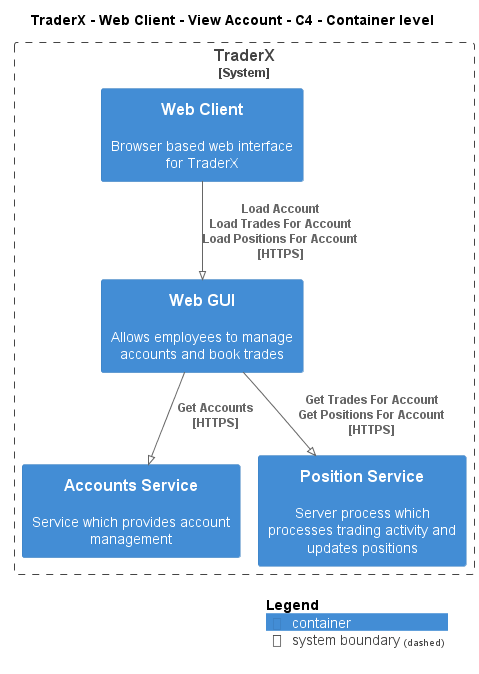 TraderX - Web Client - View Account - C4 - Container level
TraderX
[System]
Web Client
Browser based web interface
for TraderX
Load Account
Load Trades For Account
Load Positions For Account
[HTTPS]
Web GUI
Allows employees to manage
accounts and book trades
Get Accounts
[HTTPS]
Get Trades For Account
Get Positions For Account
[HTTPS]
Accounts Service
Service which provides account
management
Position Service
Server process which
processes trading activity and
updates positions
Legend
container
system boundary (dashed)